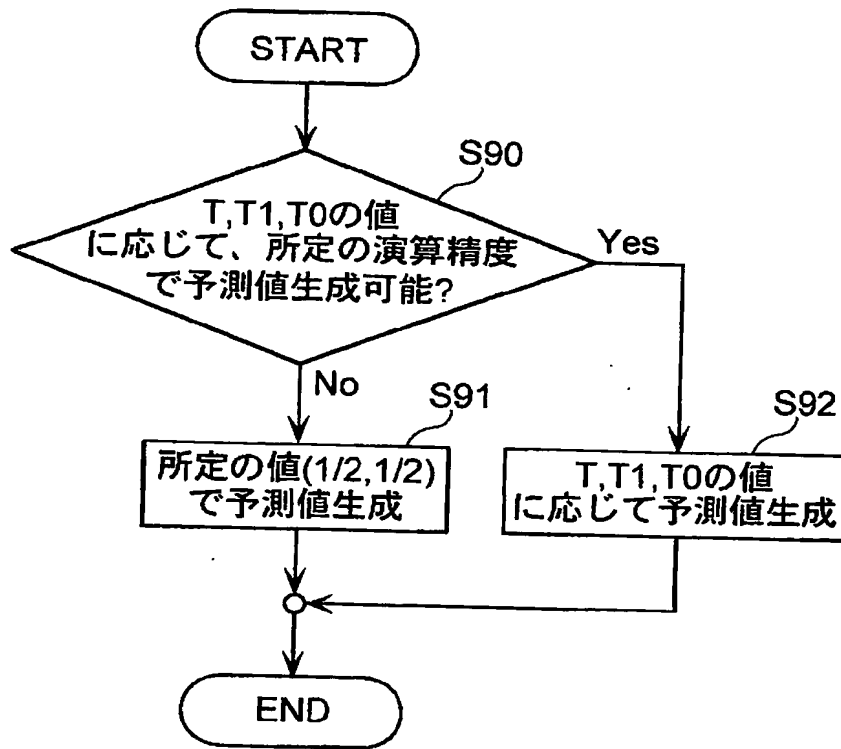 START
S90
T,T1,T0の値
に応じて、所定の演算精度
で予測値生成可能?
Yes
No
S91
所定の値(1/2,1/2)
で予測値生成
S92
T,T1,T0の値
に応じて予測値生成
END